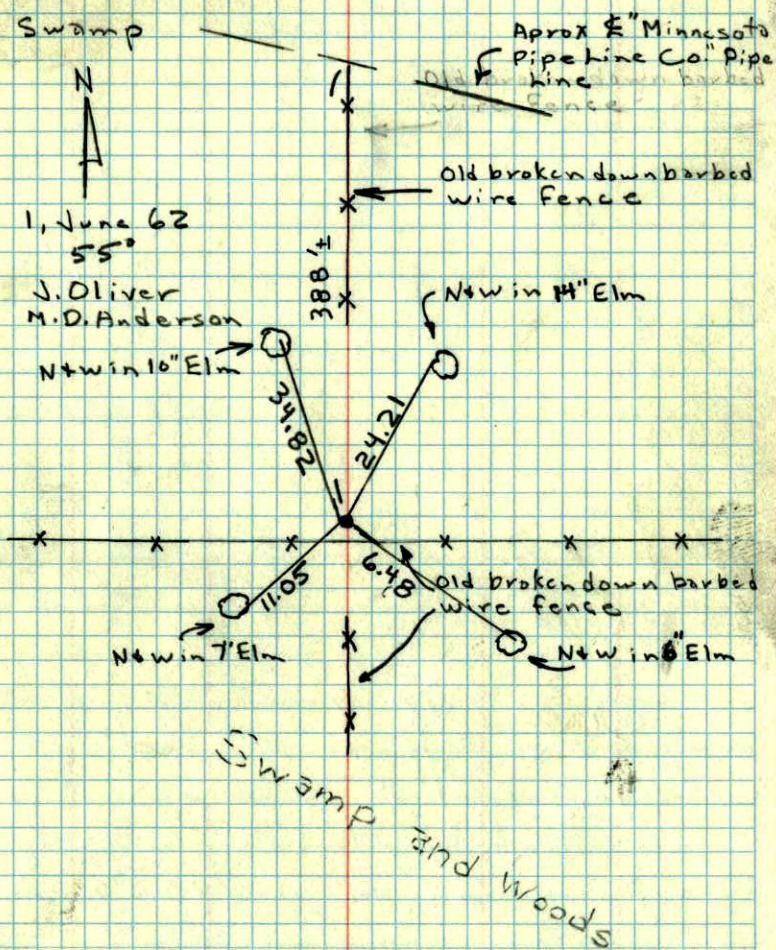 Swamp
Aprox ℄ "Minnesota
Pipe Line Co." Pipe
Line
N
Old broken down barbed
wire Fence
1, June 62
55°
J. Oliver
M.D. Anderson
388'±
N+W in 14" Elm
N+W in 10" Elm
34.82
24.21
11.05
6.48
Old broken down barbed
wire fence
N+W in 7" Elm
N+W in 6" Elm
Swamp and Woods